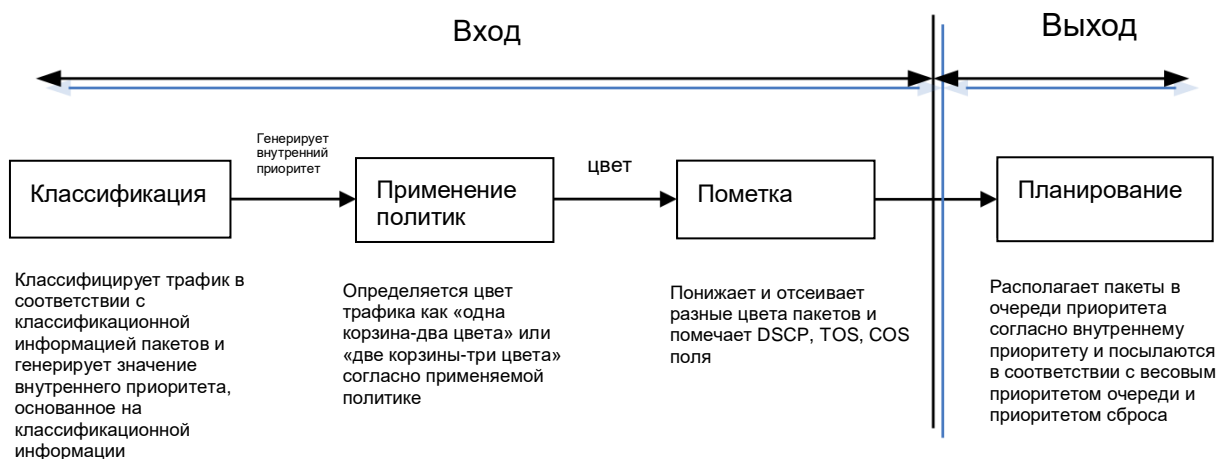 Вход
Выход
Генерирует
внутренний
приоритет
цвет
Классификация
Применение
политик
Пометка
Планирование
Классифицирует трафик в
соответствии с
классификационной
информацией пакетов и
генерирует значение
внутреннего приоритета,
основанное на
классификационной
информации
Определяется цвет
трафика как «одна
корзина-два цвета» или
«две корзины-три цвета»
согласно применяемой
политике
Понижает и отсеивает
разные цвета пакетов и
помечает DSCP, TOS, COS
поля
Располагает пакеты в
очереди приоритета
согласно внутреннему
приоритету и посылаются
в соответствии с весовым
приоритетом очереди и
приоритетом сброса